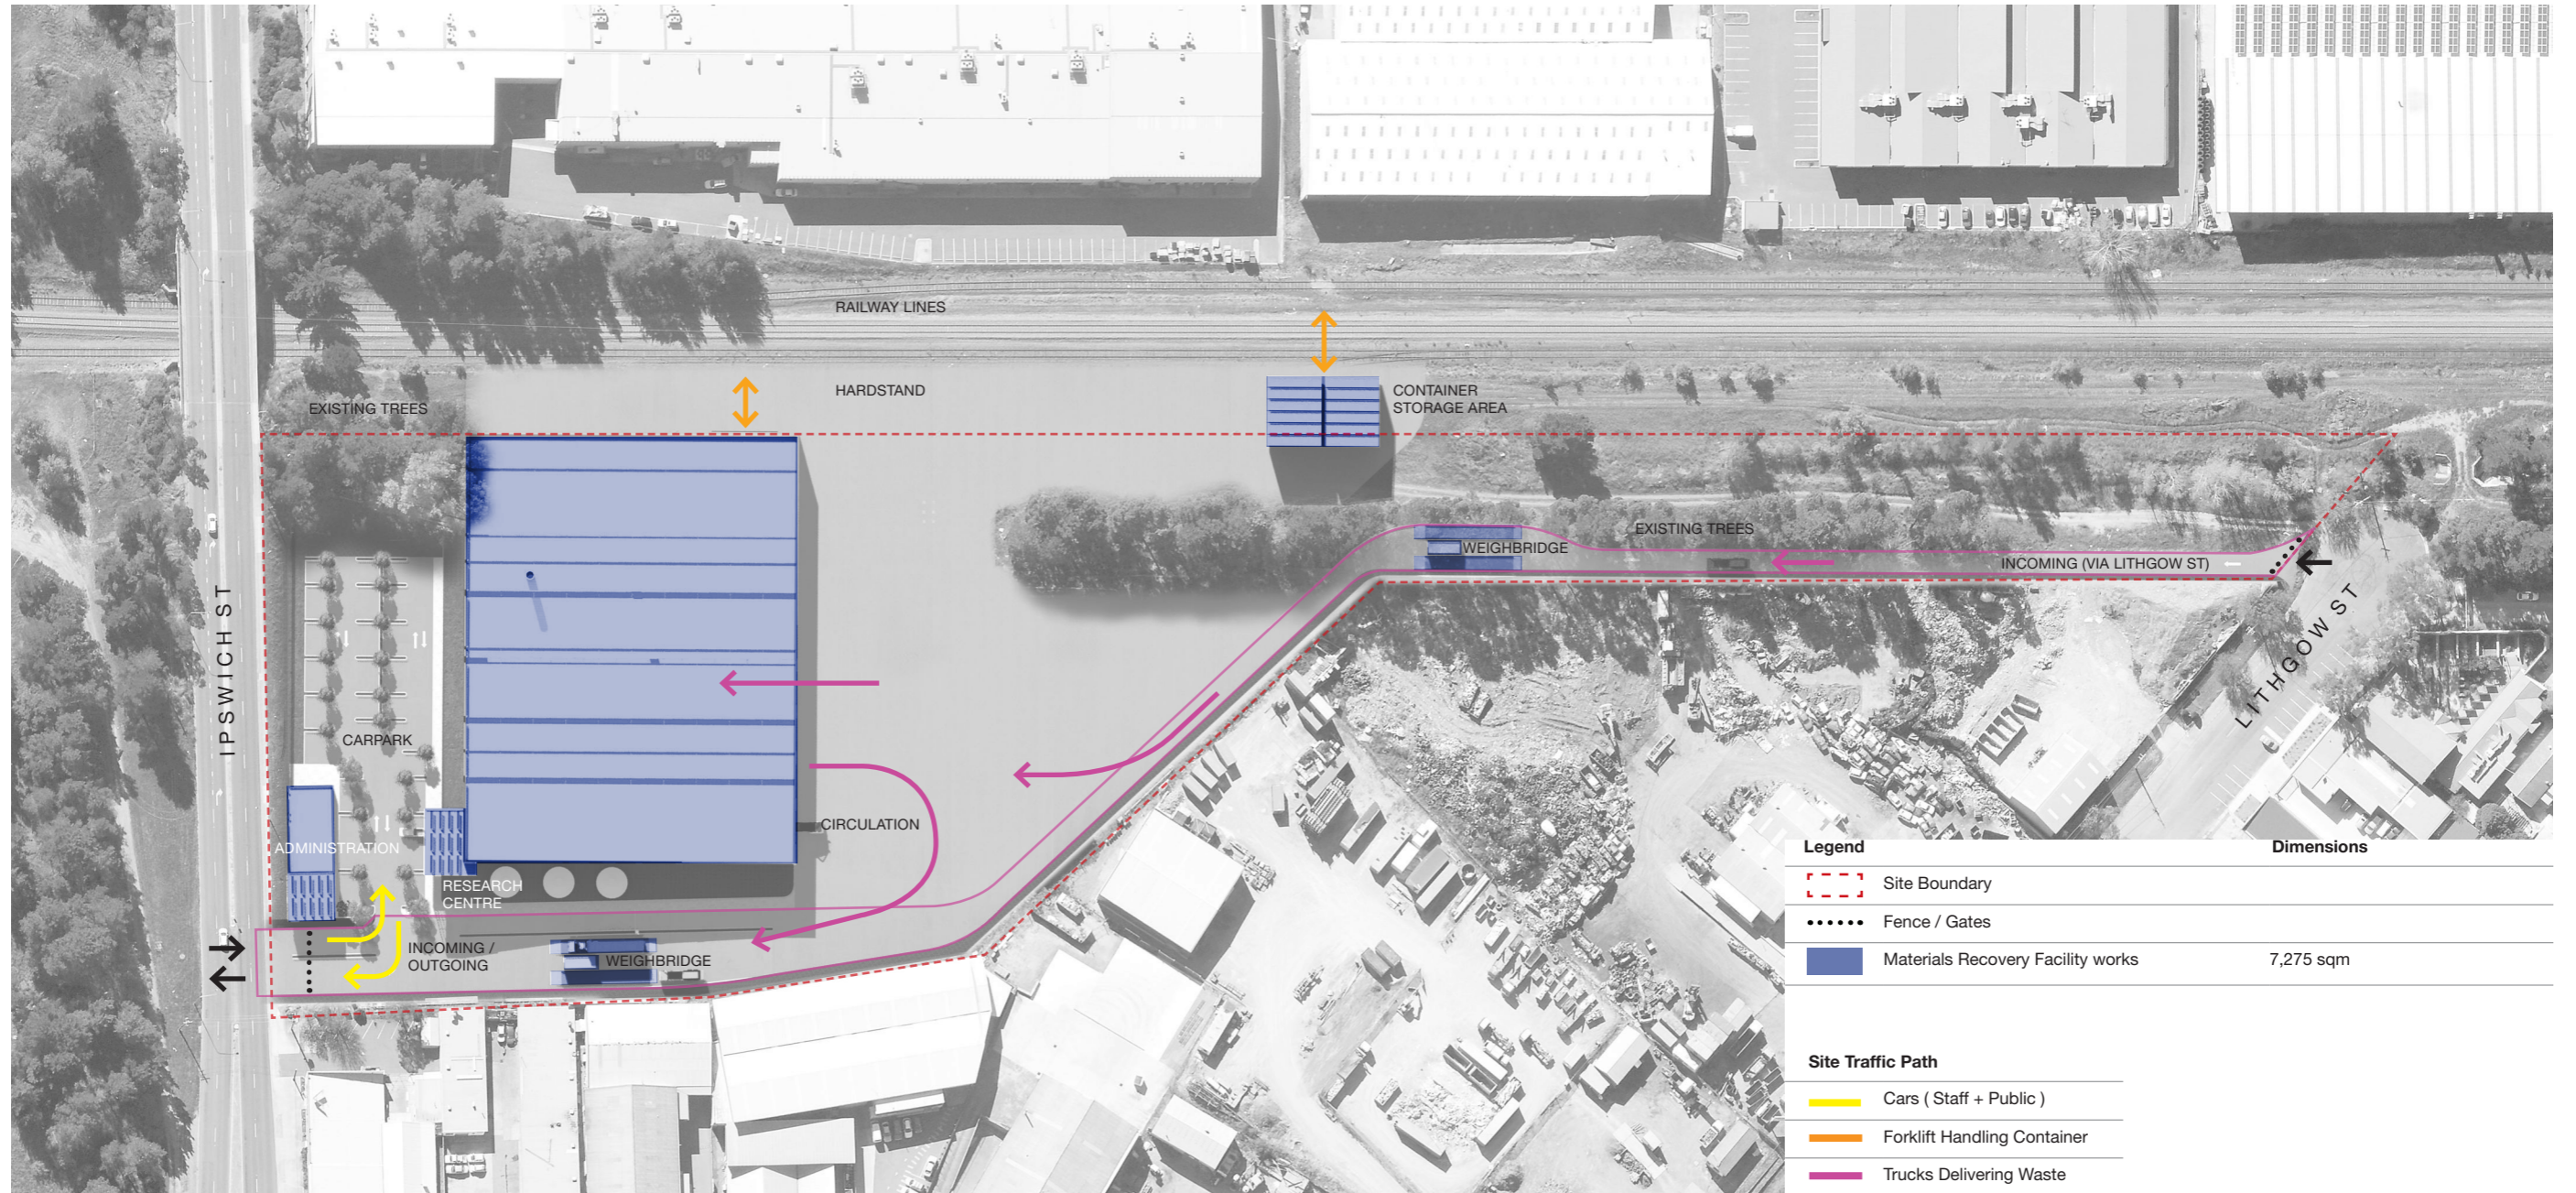 RAILWAY LINES
HARDSTAND
EXISTING TREES
CONTAINER
STORAGE AREA
EXISTING TREES
WEIGHBRIDGE
INCOMING (VIA LITHGOW ST)
IPSWICH ST
LITHGOW ST
CARPARK
CIRCULATION
ADMINISTRATION
RESEARCH
CENTRE
INCOMING /
OUTGOING
WEIGHBRIDGE
Legend Dimensions
Site Boundary
Fence / Gates
Materials Recovery Facility works 7,275 sqm
Site Traffic Path
Cars ( Staff + Public )
Forklift Handling Container
Trucks Delivering Waste